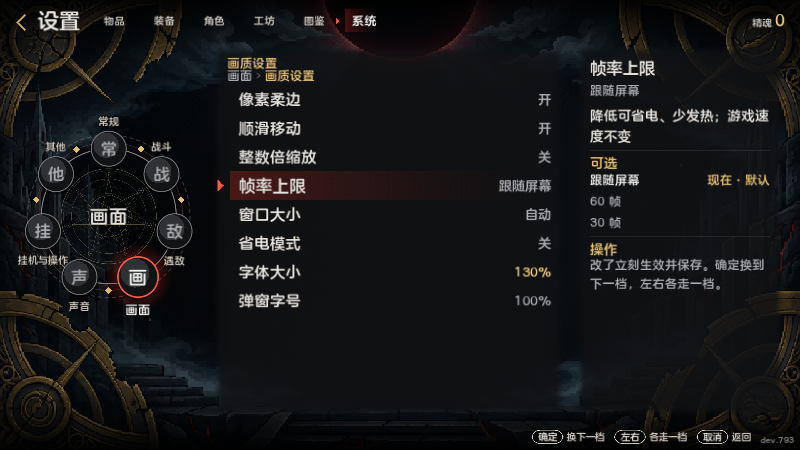 设置
物品
装备
角色
工坊
图鉴
系统
精魂 0
常规
常
其他
他
战斗
战
画面
挂
挂机与操作
敌
遇敌
声
声音
画
画面
画质设置
画面 › 画质设置
像素柔边 开
顺滑移动 开
整数倍缩放 关
帧率上限 跟随屏幕
窗口大小 自动
省电模式 关
字体大小 130%
弹窗字号 100%
帧率上限
跟随屏幕
降低可省电、少发热；游戏速
度不变
可选
跟随屏幕 现在 · 默认
60 帧
30 帧
操作
改了立刻生效并保存。确定换到
下一档，左右各走一档。
确定 换下一档 左右 各走一档 取消 返回
dev.793